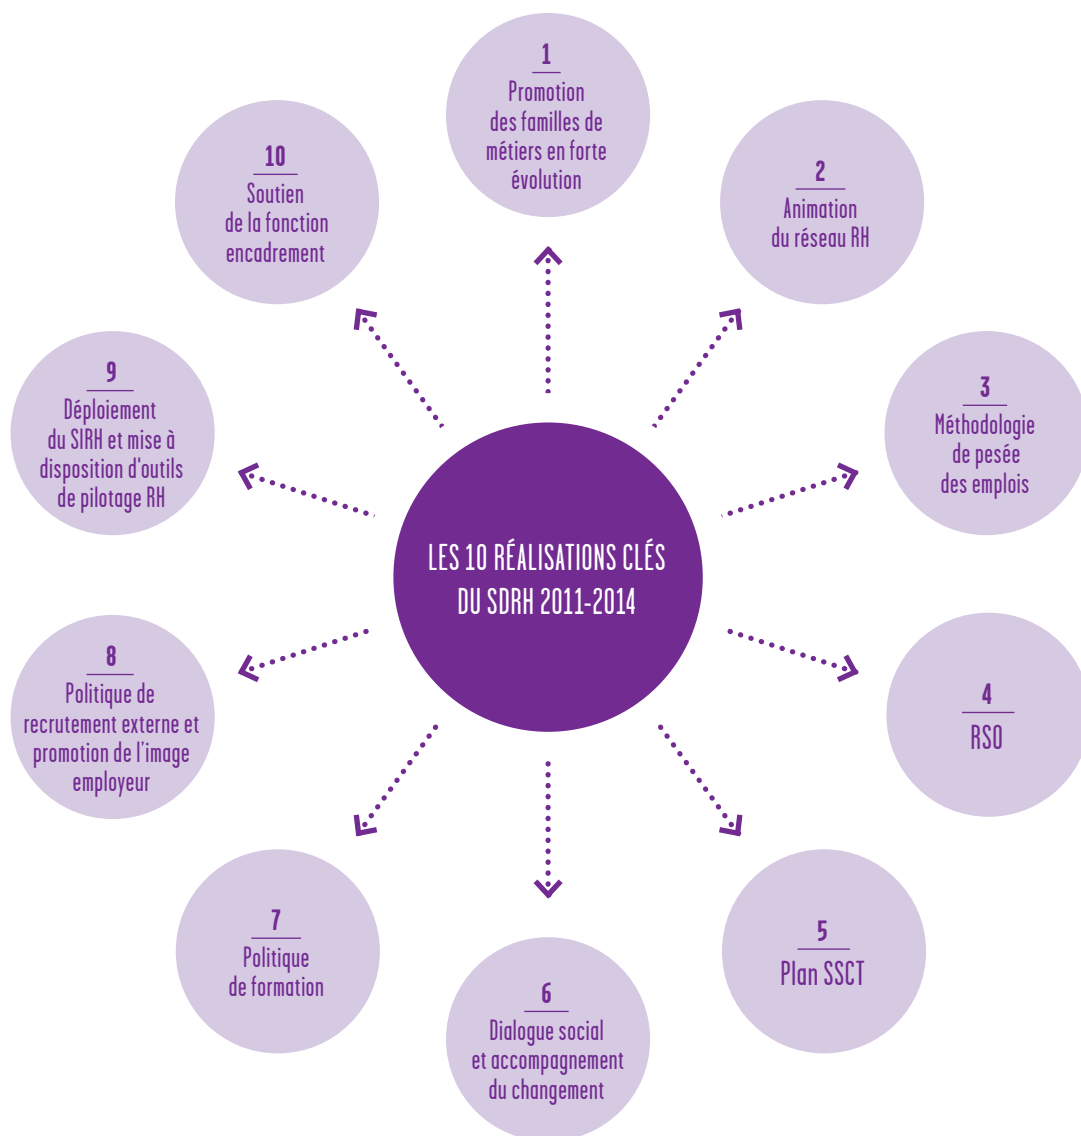 1
Promotion
des familles de
métiers en forte
évolution
2
Animation
du réseau RH
3
Méthodologie
de pesée
des emplois
4
RSO
5
Plan SSCT
6
Dialogue social
et accompagnement
du changement
7
Politique
de formation
8
Politique de
recrutement externe et
promotion de l’image
employeur
9
Déploiement
du SIRH et mise à
disposition d'outils
de pilotage RH
10
Soutien
de la fonction
encadrement
LES 10 RÉALISATIONS CLÉS
DU SDRH 2011-2014